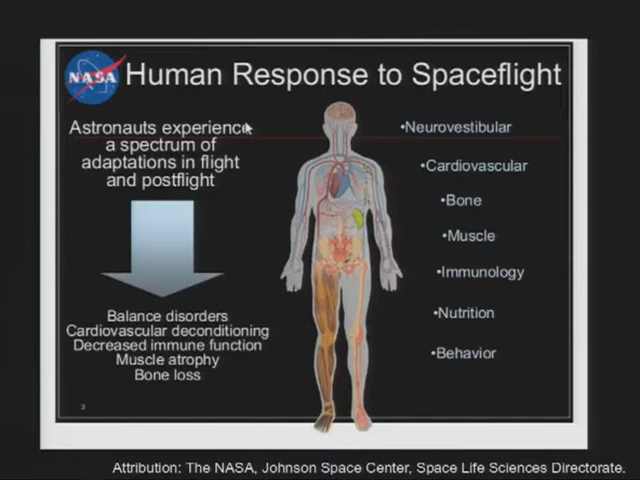 NASA
Human Response to Spaceflight
Astronauts experience
a spectrum of
adaptations in flight
and postflight
Balance disorders
Cardiovascular deconditioning
Decreased immune function
Muscle atrophy
Bone loss
•Neurovestibular
•Cardiovascular
•Bone
•Muscle
•Immunology
•Nutrition
•Behavior
3
Attribution: The NASA, Johnson Space Center, Space Life Sciences Directorate.